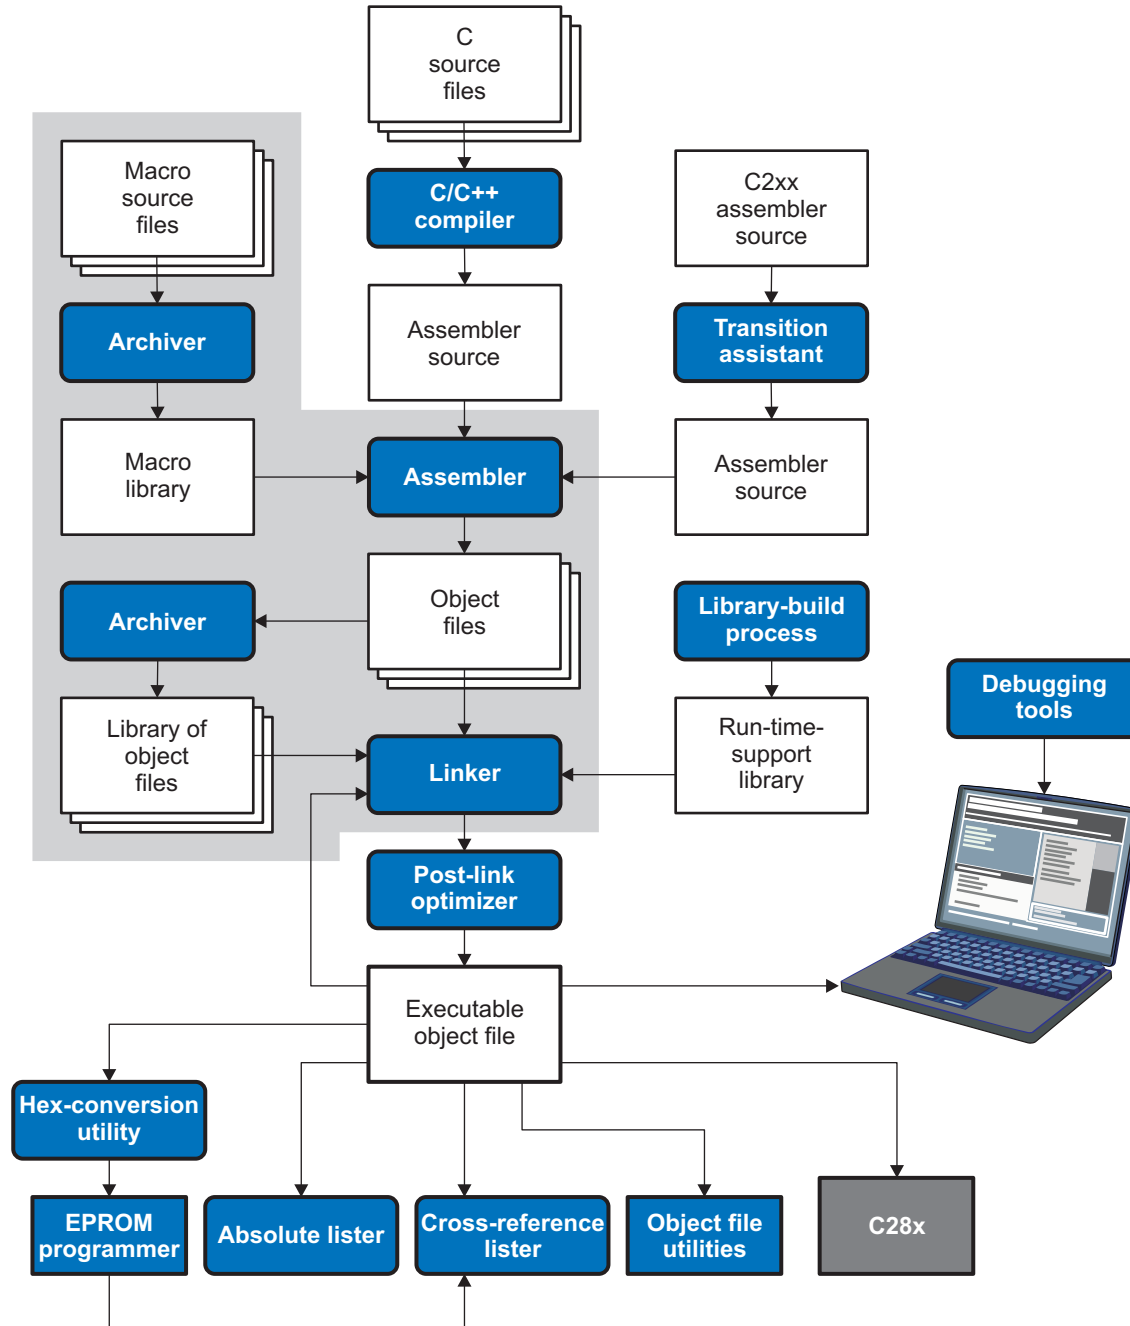 C
source
files
Macro
source
files
C/C++
compiler
C2xx
assembler
source
Archiver
Assembler
source
Transition
assistant
Macro
library
Assembler
Assembler
source
Archiver
Object
files
Library-build
process
Library of
object
files
Linker
Run-time-
support
library
Debugging
tools
Post-link
optimizer
Executable
object file
Hex-conversion
utility
EPROM
programmer
Absolute lister
Cross-reference
lister
Object file
utilities
C28x